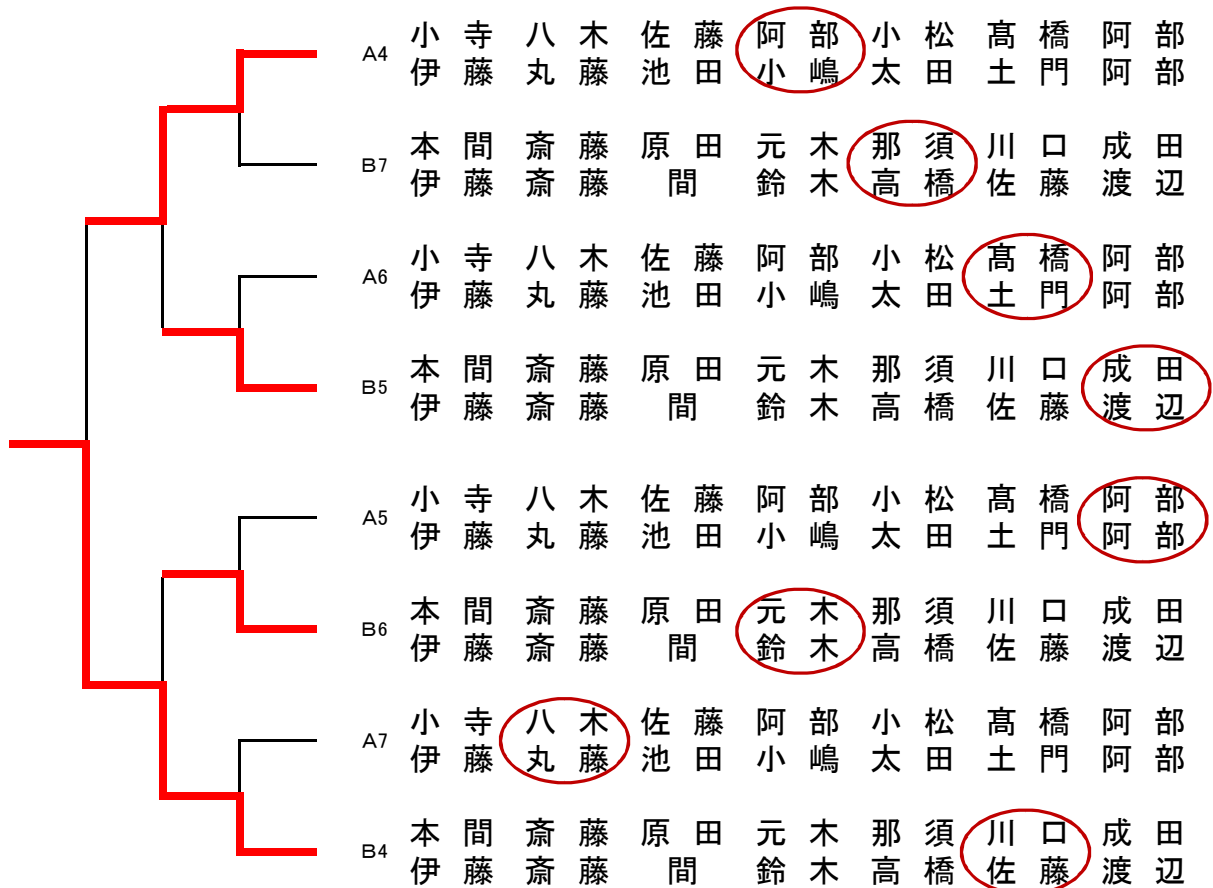 A4 小寺 八木 佐藤 阿部 小松 髙橋 阿部
伊藤 丸藤 池田 小嶋 太田 土門 阿部
B7 本間 斎藤 原田 元木 那須 川口 成田
伊藤 斎藤 間 鈴木 高橋 佐藤 渡辺
A6 小寺 八木 佐藤 阿部 小松 髙橋 阿部
伊藤 丸藤 池田 小嶋 太田 土門 阿部
B5 本間 斎藤 原田 元木 那須 川口 成田
伊藤 斎藤 間 鈴木 高橋 佐藤 渡辺
A5 小寺 八木 佐藤 阿部 小松 髙橋 阿部
伊藤 丸藤 池田 小嶋 太田 土門 阿部
B6 本間 斎藤 原田 元木 那須 川口 成田
伊藤 斎藤 間 鈴木 高橋 佐藤 渡辺
A7 小寺 八木 佐藤 阿部 小松 髙橋 阿部
伊藤 丸藤 池田 小嶋 太田 土門 阿部
B4 本間 斎藤 原田 元木 那須 川口 成田
伊藤 斎藤 間 鈴木 高橋 佐藤 渡辺